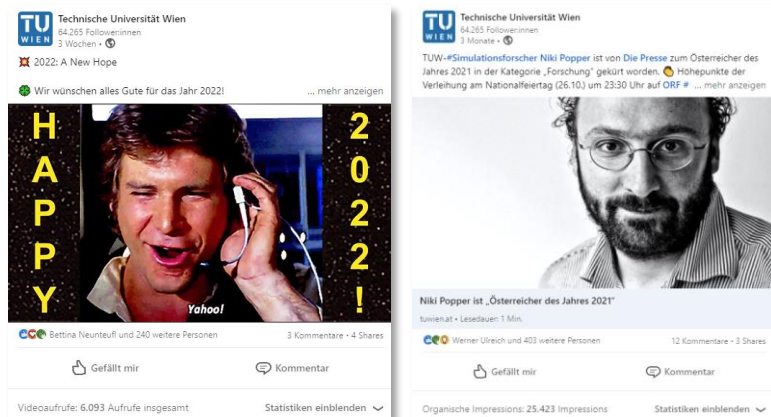 TU
WIEN
Technische Universität Wien
64.265 Follower:innen
3 Wochen •
2022: A New Hope
Wir wünschen alles Gute für das Jahr 2022!
... mehr anzeigen
HAPPY
2022!
Yahoo!
Bettina Neunteufl und 240 weitere Personen
3 Kommentare • 4 Shares
Gefällt mir
Kommentar
Videoaufrufe: 6.093 Aufrufe insgesamt
Statistiken einblenden
TU
WIEN
Technische Universität Wien
64.265 Follower:innen
3 Monate •
TUW-#Simulationsforscher Niki Popper ist von Die Presse zum Österreicher des
Jahres 2021 in der Kategorie „Forschung" gekürt worden. Höhepunkte der
Verleihung am Nationalfeiertag (26.10.) um 23:30 Uhr auf ORF # ... mehr anzeigen
Niki Popper ist „Österreicher des Jahres 2021"
tuwien.at • Lesedauer: 1 Min.
Werner Ulreich und 403 weitere Personen
12 Kommentare • 3 Shares
Gefällt mir
Kommentar
Organische Impressions: 25.423 Impressions
Statistiken einblenden